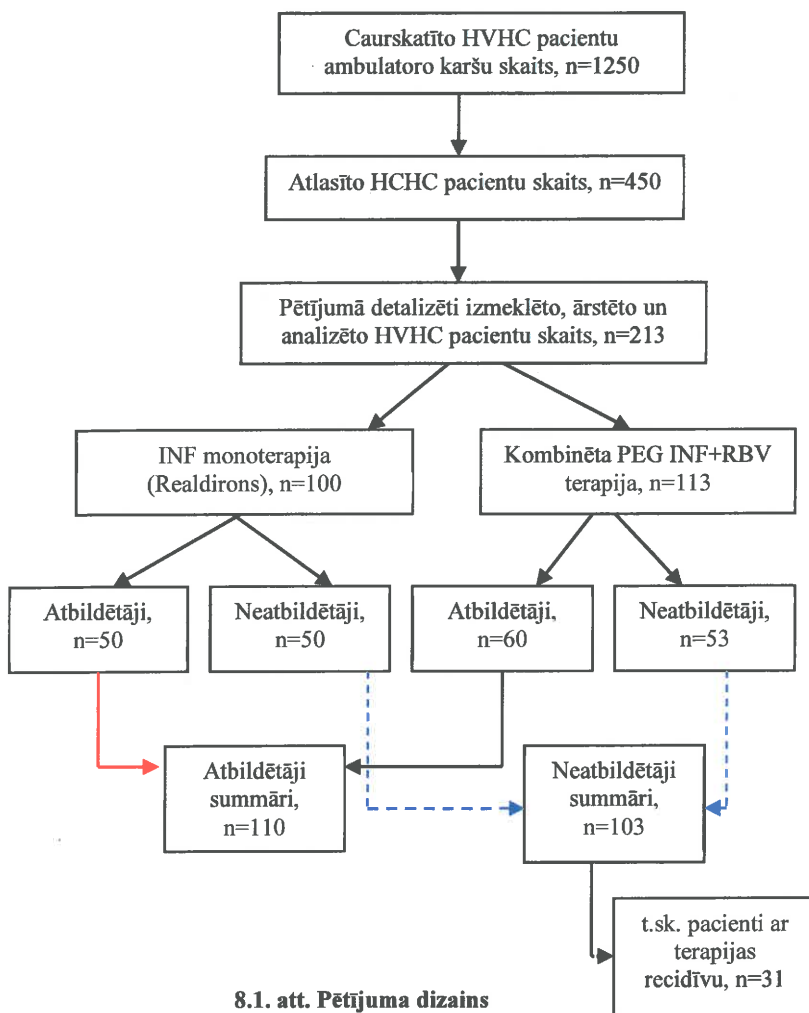 Caurskatīto HVHC pacientu
ambulatoro karšu skaits, n=1250
Atlasīto HCHC pacientu skaits, n=450
Pētījumā detalizēti izmeklēto, ārstēto un
analizēto HVHC pacientu skaits, n=213
INF monoterapija
(Realdirons), n=100
Kombinēta PEG INF+RBV
terapija, n=113
Atbildētāji,
n=50
Neatbildētāji,
n=50
Atbildētāji,
n=60
Neatbildētāji,
n=53
Atbildētāji
summāri,
n=110
Neatbildētāji
summāri,
n=103
t.sk. pacienti ar
terapijas
recidīvu, n=31
8.1. att. Pētījuma dizains